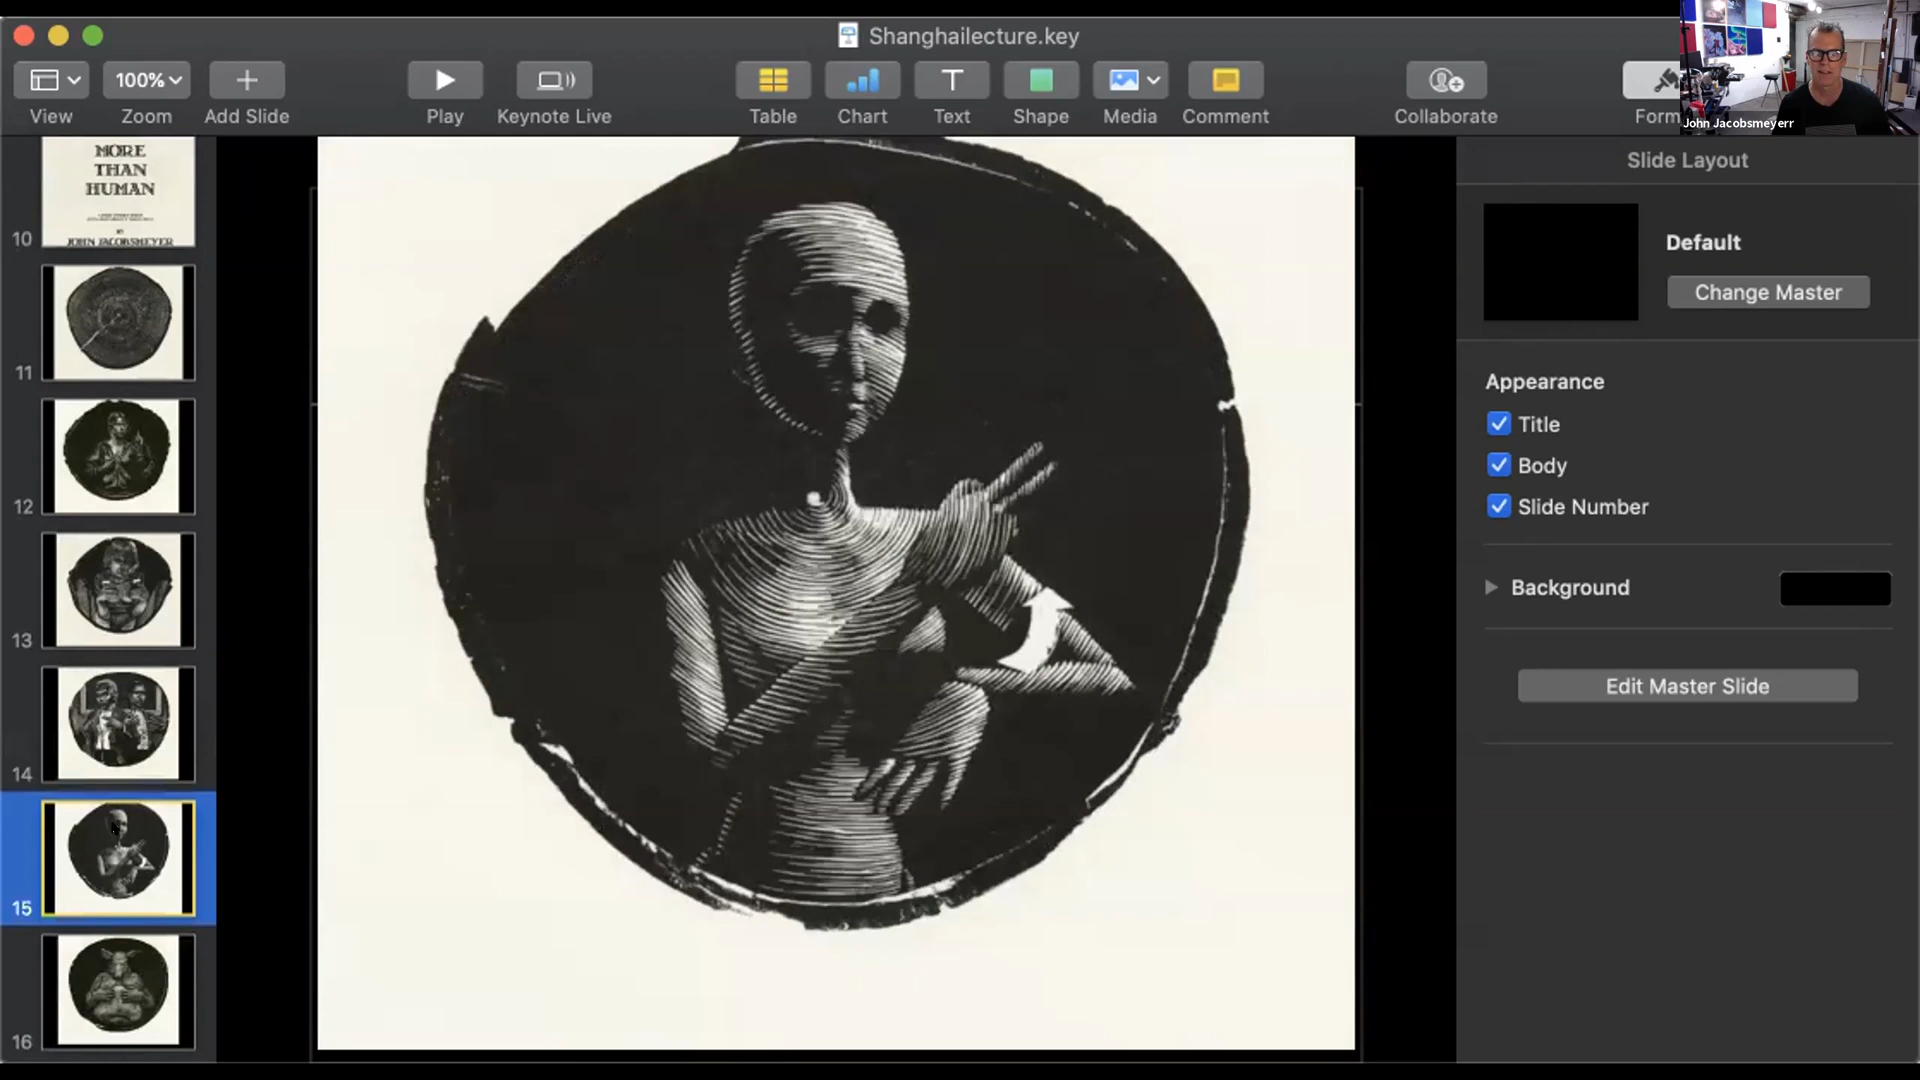 Shanghailecture.key
100%
View
Zoom
Add Slide
Play
Keynote Live
Table
Chart
Text
Shape
Media
Comment
Collaborate
Form
John Jacobsmeyerr
MORE
THAN
HUMAN
BY
JOHN JACOBSMEYER
10
11
12
13
14
15
16
Slide Layout
Default
Change Master
Appearance
Title
Body
Slide Number
Background
Edit Master Slide